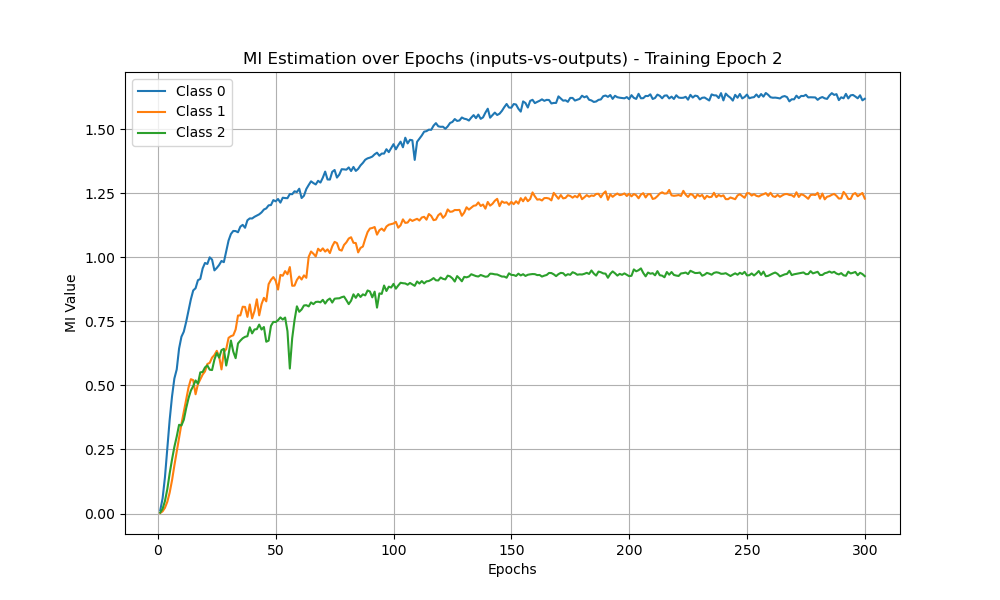 MI Estimation over Epochs (inputs-vs-outputs) - Training Epoch 2
Class 0
Class 1
Class 2
1.50
1.25
1.00
0.75
0.50
0.25
0.00
MI Value
0 50 100 150 200 250 300
Epochs